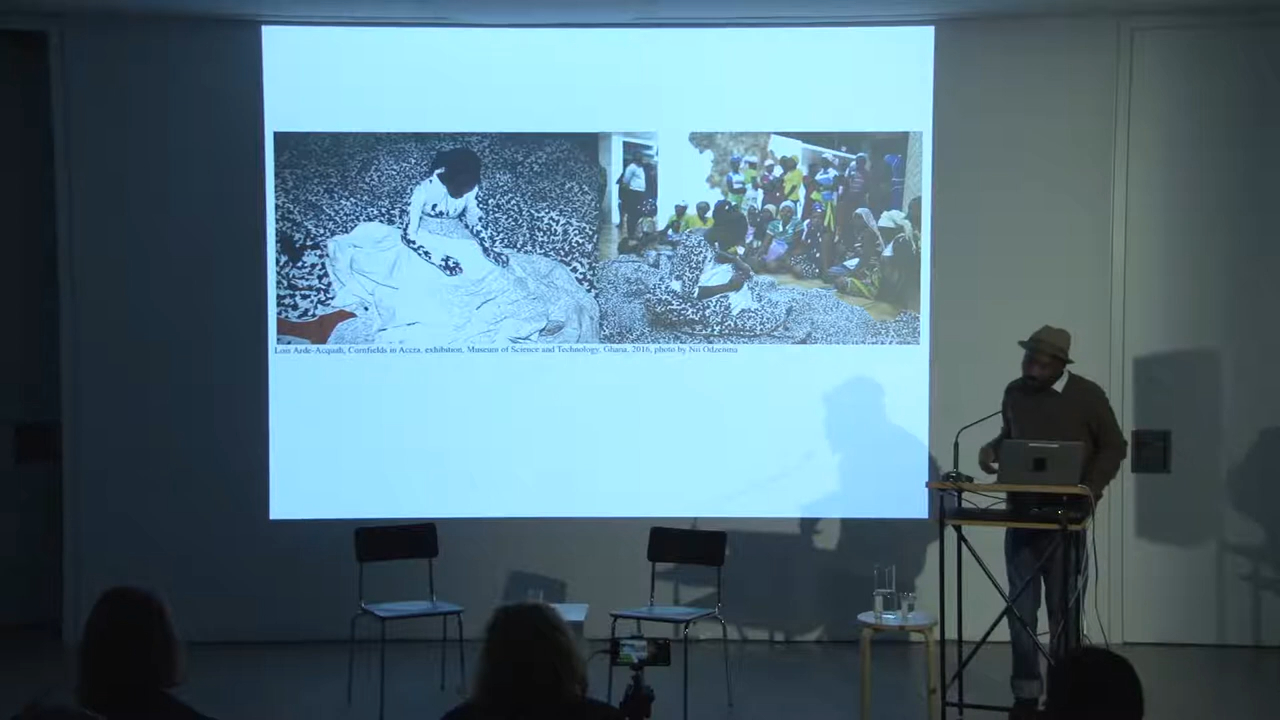 Lois Arde-Acquah, Cornfields in Accra, exhibition, Museum of Science and Technology, Ghana, 2016, photo by Nii Odzenma